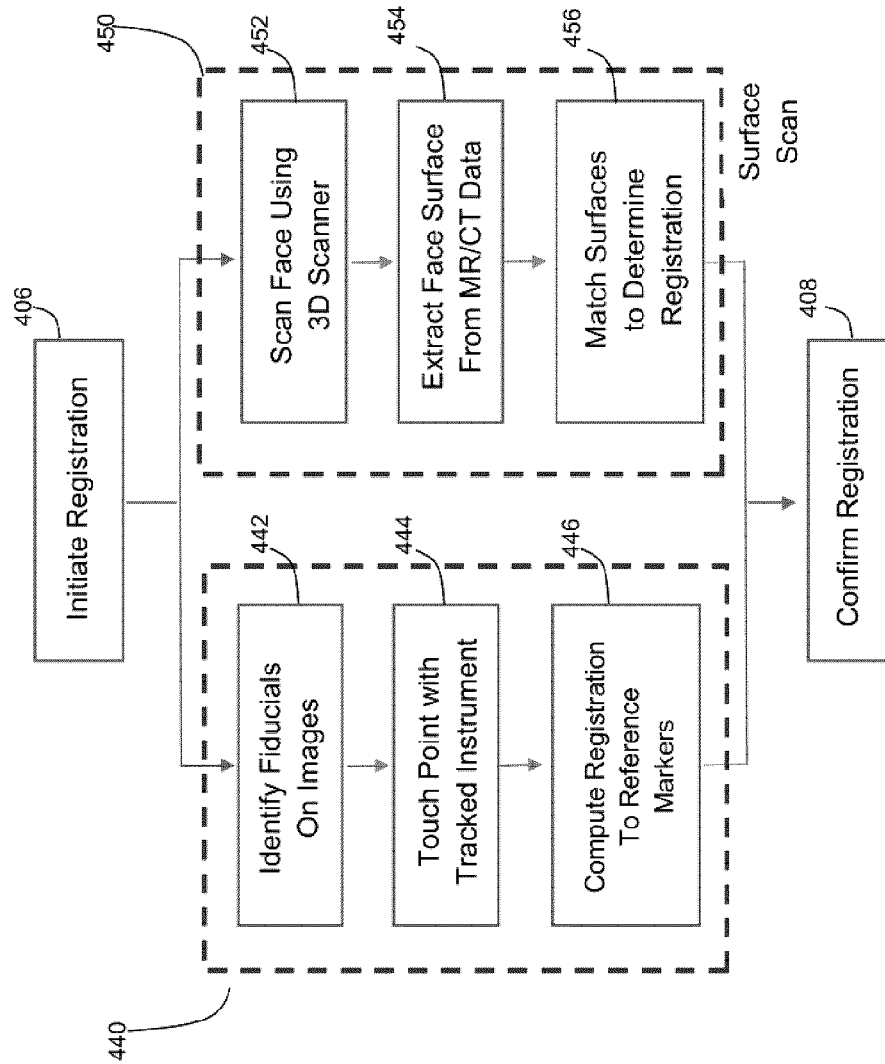 406
Initiate Registration
440
442
Identify Fiducials
On Images
444
Touch Point with
Tracked Instrument
446
Compute Registration
To Reference
Markers
450
452
Scan Face Using
3D Scanner
454
Extract Face Surface
From MR/CT Data
456
Match Surfaces
to Determine
Registration
Surface
Scan
408
Confirm Registration